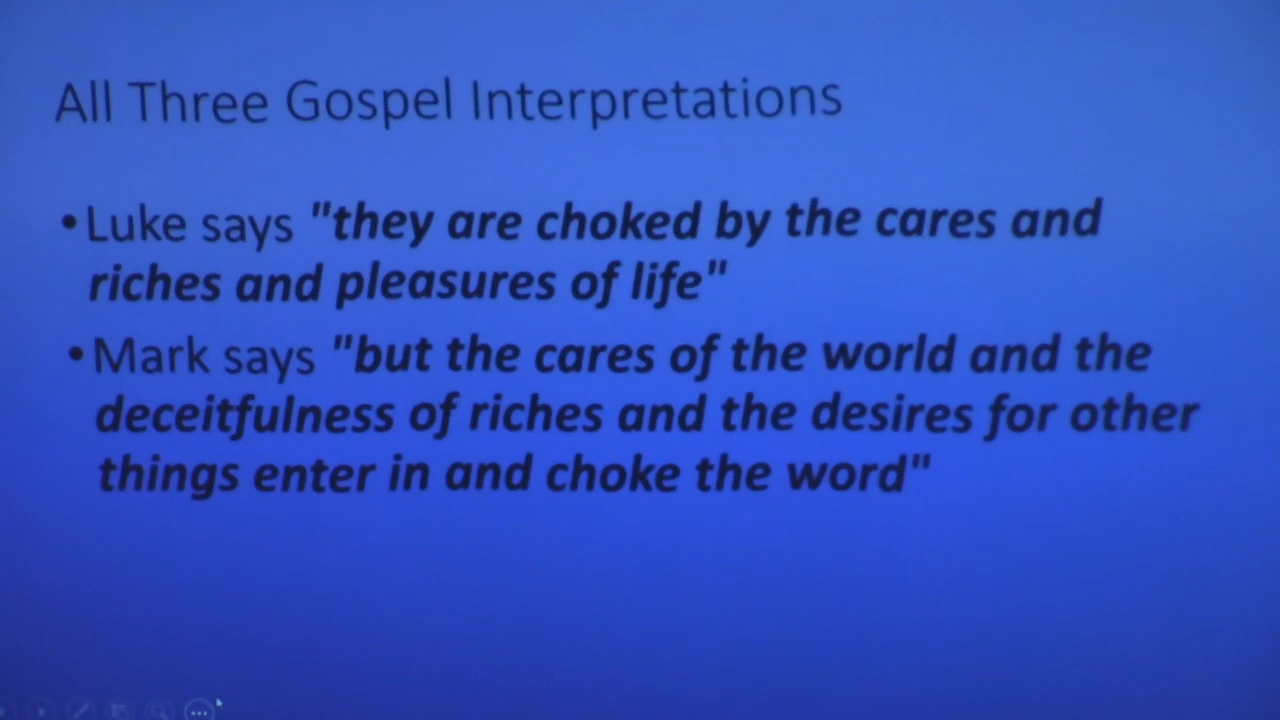 All Three Gospel Interpretations
•Luke says "they are choked by the cares and
riches and pleasures of life"
•Mark says "but the cares of the world and the
deceitfulness of riches and the desires for other
things enter in and choke the word"